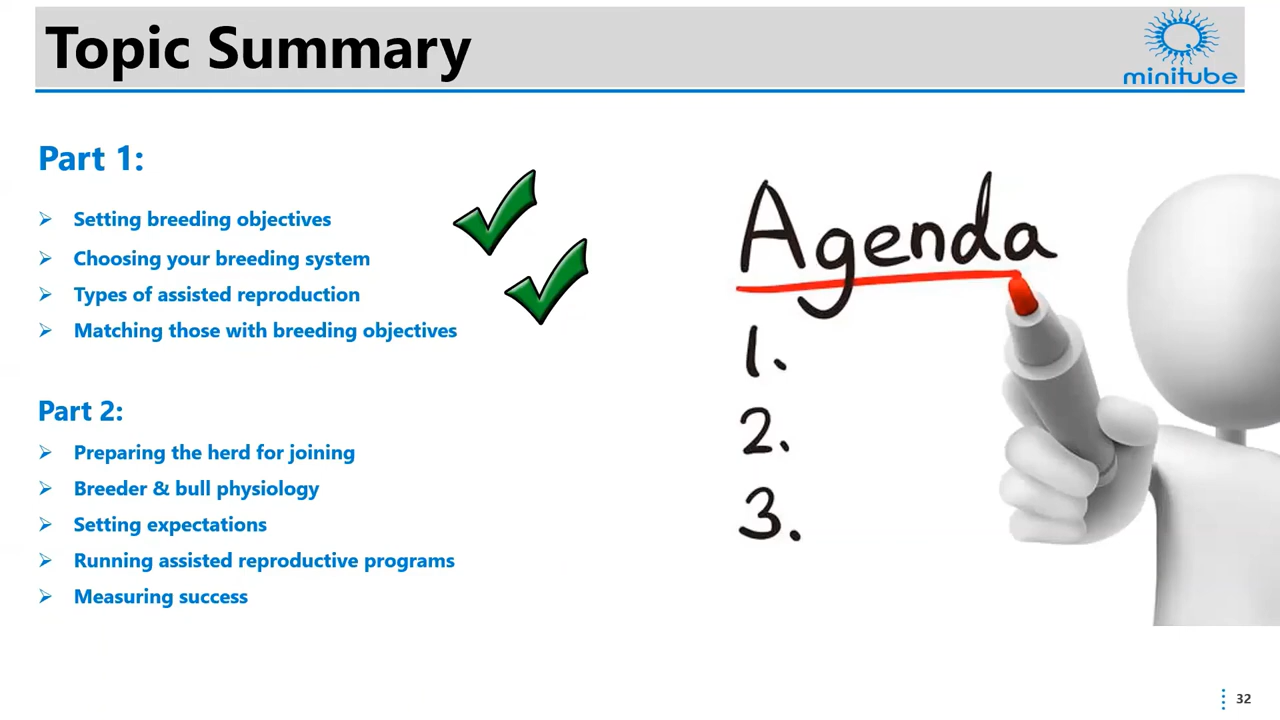 Topic Summary
minitube
Part 1:
Setting breeding objectives
Choosing your breeding system
Types of assisted reproduction
Matching those with breeding objectives
Part 2:
Preparing the herd for joining
Breeder & bull physiology
Setting expectations
Running assisted reproductive programs
Measuring success
Agenda
1.
2.
3.
32